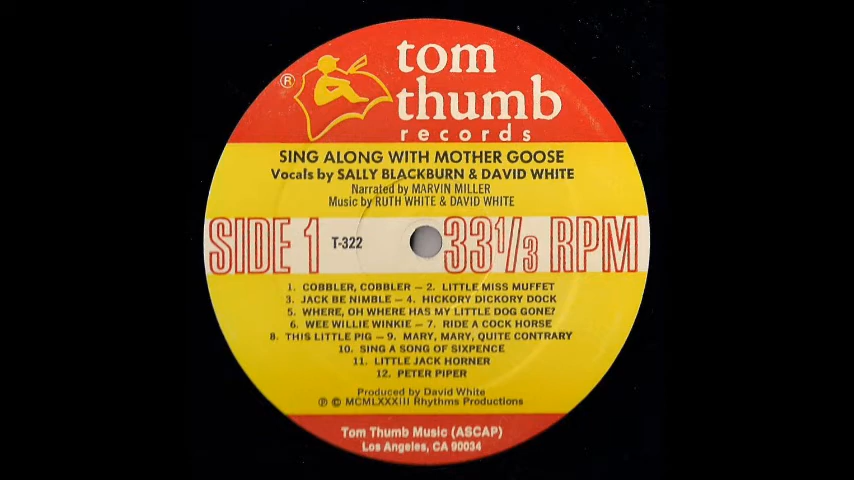 ®
tom
thumb
records
SING ALONG WITH MOTHER GOOSE
Vocals by SALLY BLACKBURN & DAVID WHITE
Narrated by MARVIN MILLER
Music by RUTH WHITE & DAVID WHITE
SIDE 1 T-322 33 1/3 RPM
1. COBBLER, COBBLER — 2. LITTLE MISS MUFFET
3. JACK BE NIMBLE — 4. HICKORY DICKORY DOCK
5. WHERE, OH WHERE HAS MY LITTLE DOG GONE?
6. WEE WILLIE WINKIE — 7. RIDE A COCK HORSE
8. THIS LITTLE PIG — 9. MARY, MARY, QUITE CONTRARY
10. SING A SONG OF SIXPENCE
11. LITTLE JACK HORNER
12. PETER PIPER
Produced by David White
℗ © MCMLXXXIII Rhythms Productions
Tom Thumb Music (ASCAP)
Los Angeles, CA 90034